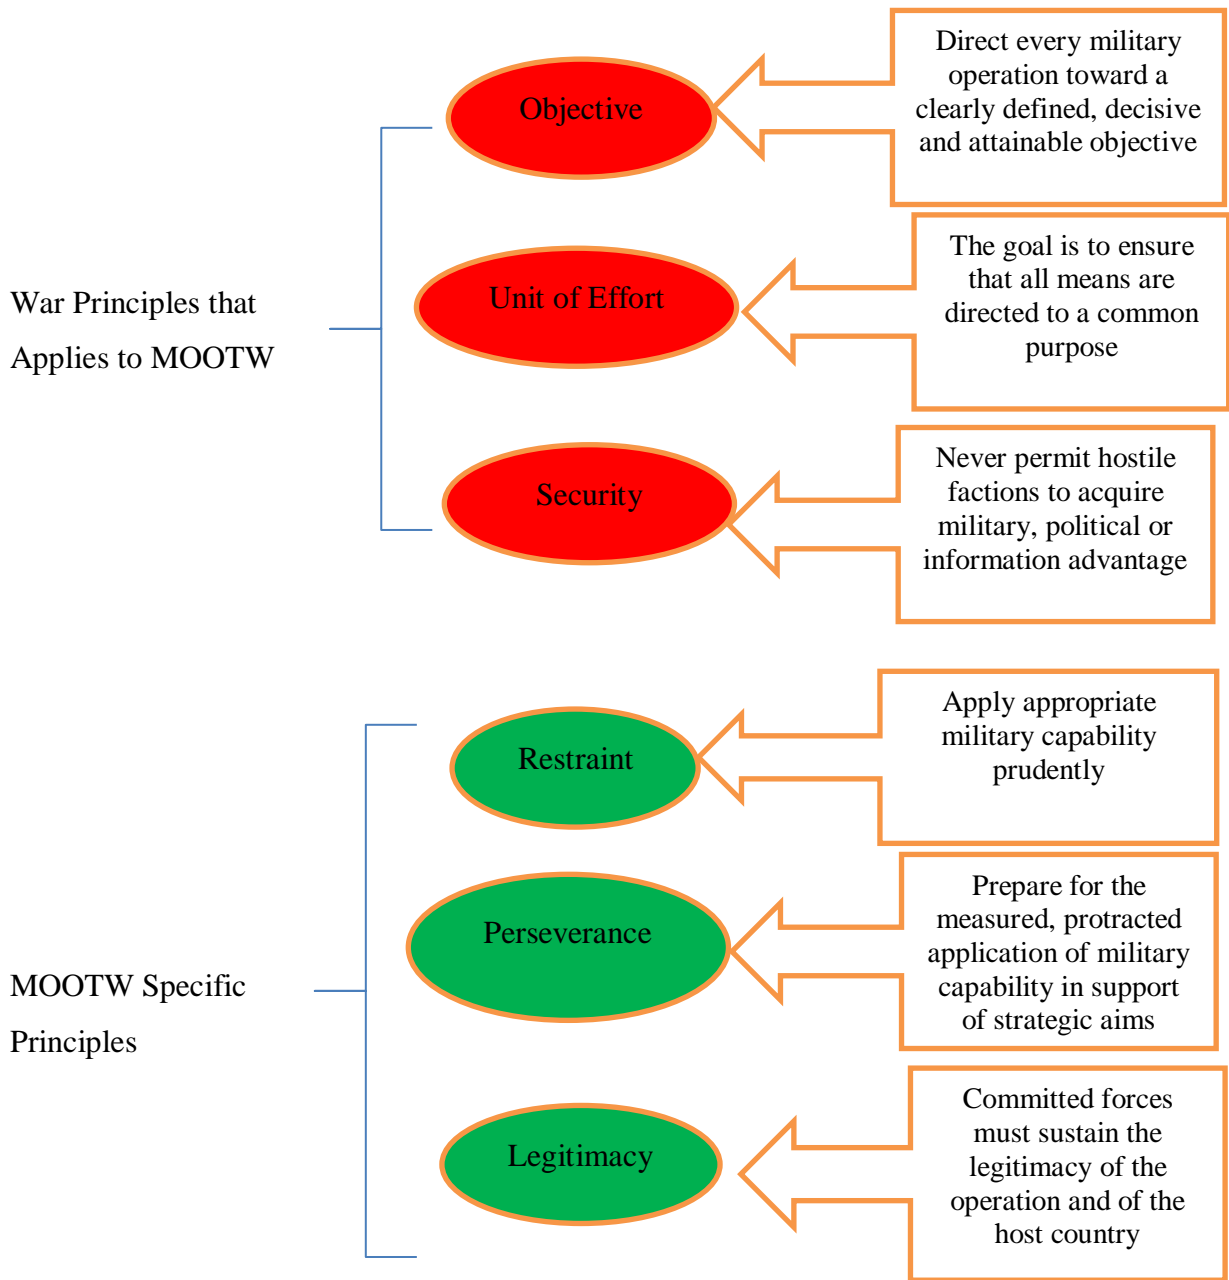 War Principles that
Applies to MOOTW
Objective
Direct every military
operation toward a
clearly defined, decisive
and attainable objective
Unit of Effort
The goal is to ensure
that all means are
directed to a common
purpose
Security
Never permit hostile
factions to acquire
military, political or
information advantage
MOOTW Specific
Principles
Restraint
Apply appropriate
military capability
prudently
Perseverance
Prepare for the
measured, protracted
application of military
capability in support
of strategic aims
Legitimacy
Committed forces
must sustain the
legitimacy of the
operation and of the
host country